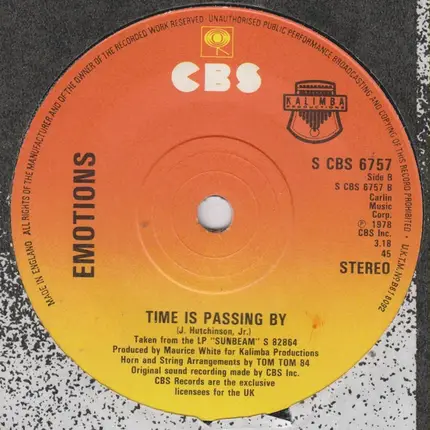 ALL RIGHTS OF THE MANUFACTURER AND OF THE OWNER OF THE RECORDED WORK RESERVED UNAUTHORISED PUBLIC PERFORMANCE BROADCASTING AND COPYING OF THIS RECORD PROHIBITED • U.K.T.M. NO B
MADE IN ENGLAND
CBS
KALIMBA
PRODUCTIONS
EMOTIONS
S CBS 6757
Side B
S CBS 6757 B
Carlin
Music
Corp.
℗ 1978
CBS Inc.
3.18
45
STEREO
TIME IS PASSING BY
(J. Hutchinson, Jr.)
Taken from the LP "SUNBEAM" S 82864
Produced by Maurice White for Kalimba Productions
Horn and String Arrangements by TOM TOM 84
Original sound recording made by CBS Inc.
CBS Records are the exclusive
licensees for the UK